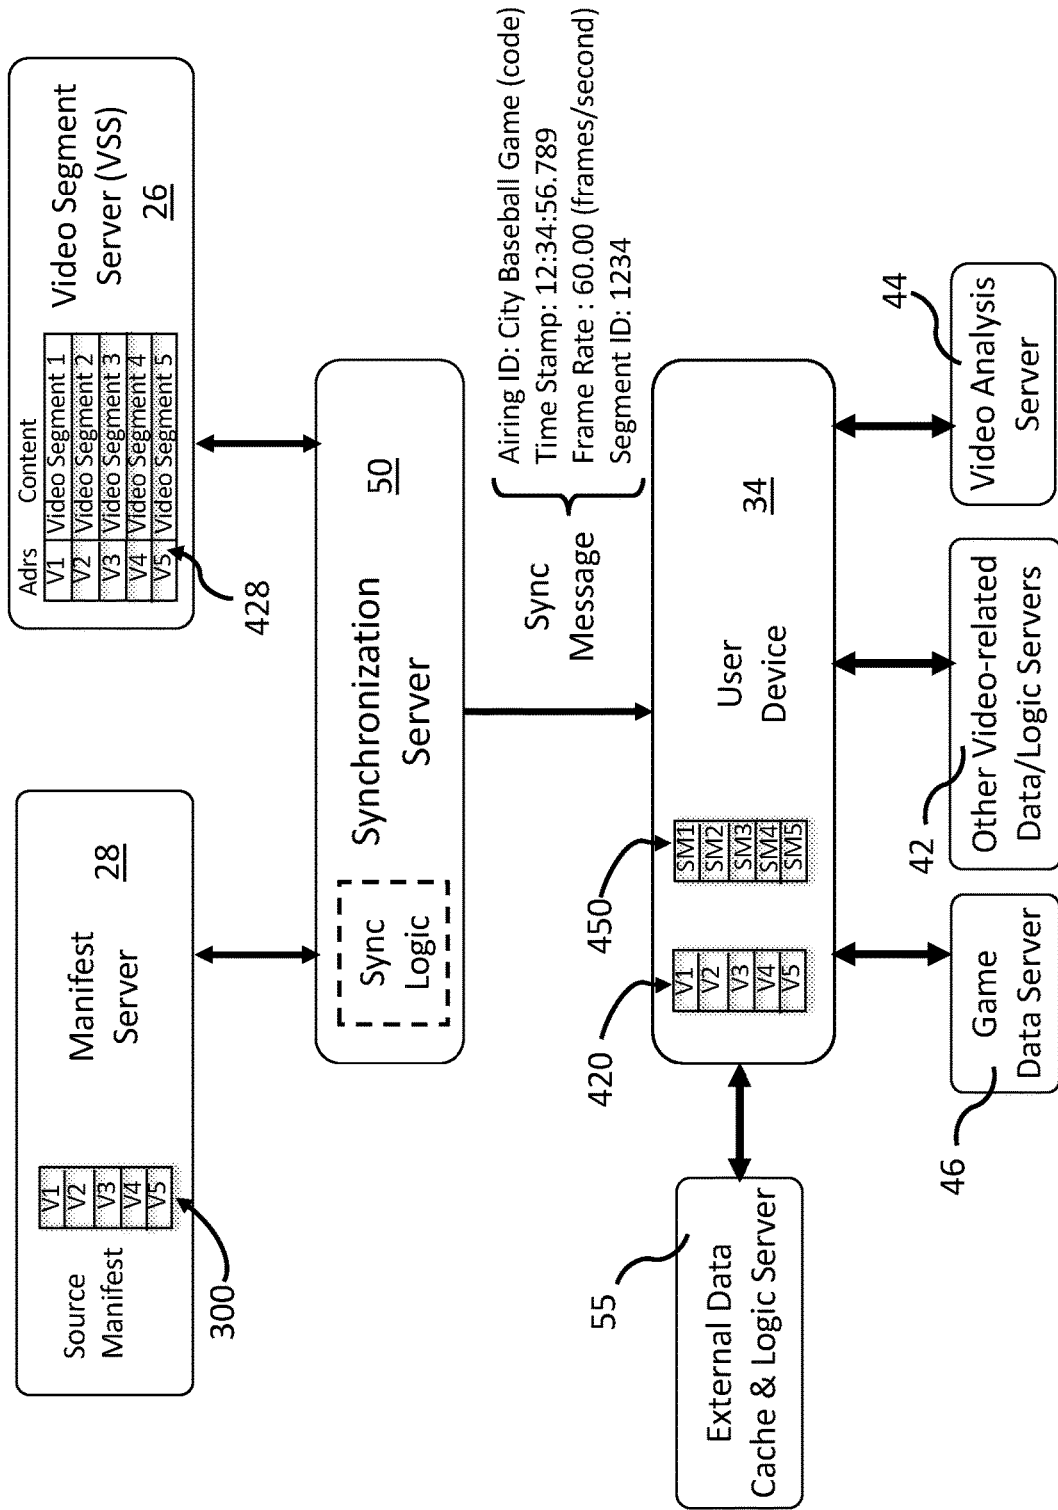 Source
Manifest
V1
V2
V3
V4
V5
300
Manifest
Server
28
Adrs Content
V1 Video Segment 1
V2 Video Segment 2
V3 Video Segment 3
V4 Video Segment 4
V5 Video Segment 5
428
Video Segment
Server (VSS)
26
Sync
Logic
Synchronization
Server
50
Sync
Message
Airing ID: City Baseball Game (code)
Time Stamp: 12:34:56.789
Frame Rate : 60.00 (frames/second)
Segment ID: 1234
55
External Data
Cache & Logic Server
420
V1
V2
V3
V4
V5
450
SM1
SM2
SM3
SM4
SM5
User
Device
34
46
Game
Data Server
42
Other Video-related
Data/Logic Servers
44
Video Analysis
Server